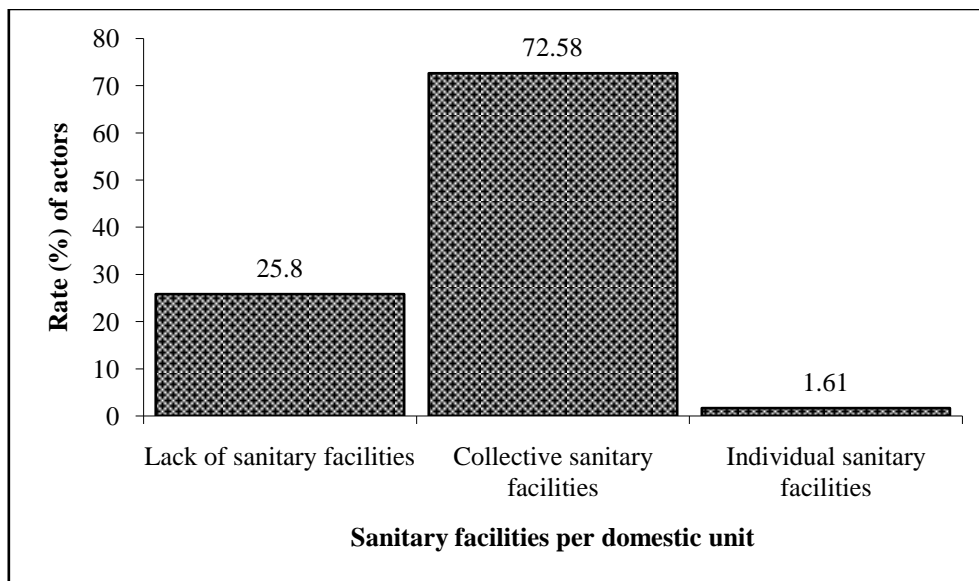 Rate (%) of actors
80
70
60
50
40
30
20
10
0
25.8
72.58
1.61
Lack of sanitary facilities
Collective sanitary
facilities
Individual sanitary
facilities
Sanitary facilities per domestic unit